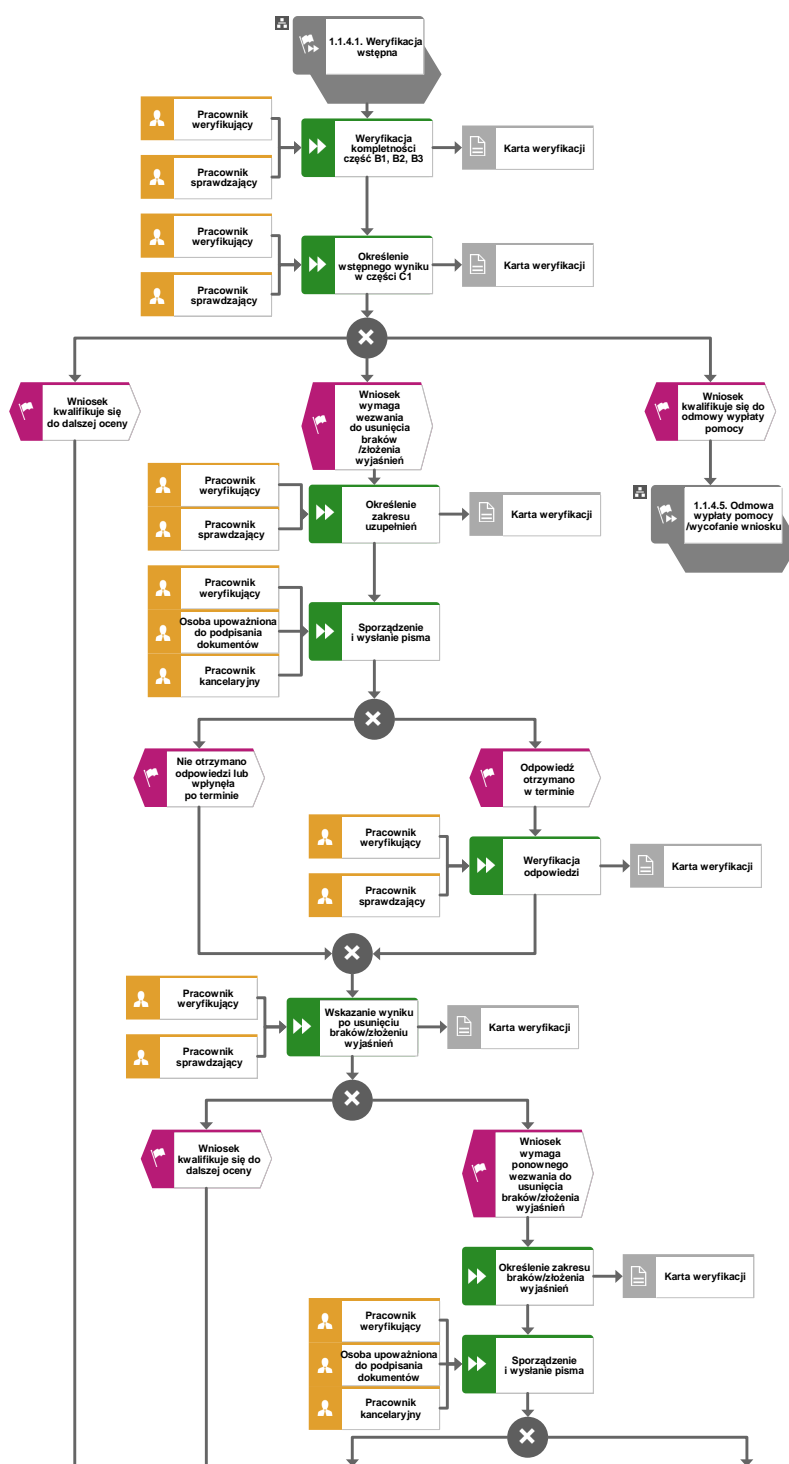 1.1.4.1. Weryfikacja
wstępna
Pracownik
weryfikujący
Pracownik
sprawdzający
Weryfikacja
kompletności
część B1, B2, B3
Karta weryfikacji
Pracownik
weryfikujący
Pracownik
sprawdzający
Określenie
wstępnego wyniku
w części C1
Karta weryfikacji
Wniosek
kwalifikuje się
do dalszej oceny
Wniosek
wymaga
wezwania
do usunięcia
braków
/złożenia
wyjaśnień
Wniosek
kwalifikuje się do
odmowy wypłaty
pomocy
Pracownik
weryfikujący
Pracownik
sprawdzający
Określenie
zakresu
uzupełnień
Karta weryfikacji
1.1.4.5. Odmowa
wypłaty pomocy
/wycofanie wniosku
Pracownik
weryfikujący
Osoba upoważniona
do podpisania
dokumentów
Pracownik
kancelaryjny
Sporządzenie
i wysłanie pisma
Nie otrzymano
odpowiedzi lub
wpłynęła
po terminie
Odpowiedź
otrzymano
w terminie
Pracownik
weryfikujący
Pracownik
sprawdzający
Weryfikacja
odpowiedzi
Karta weryfikacji
Pracownik
weryfikujący
Pracownik
sprawdzający
Wskazanie wyniku
po usunięciu
braków/złożeniu
wyjaśnień
Karta weryfikacji
Wniosek
kwalifikuje się do
dalszej oceny
Wniosek
wymaga
ponownego
wezwania do
usunięcia
braków/złożenia
wyjaśnień
Określenie zakresu
braków/złożenia
wyjaśnień
Karta weryfikacji
Pracownik
weryfikujący
Osoba upoważniona
do podpisania
dokumentów
Pracownik
kancelaryjny
Sporządzenie
i wysłanie pisma